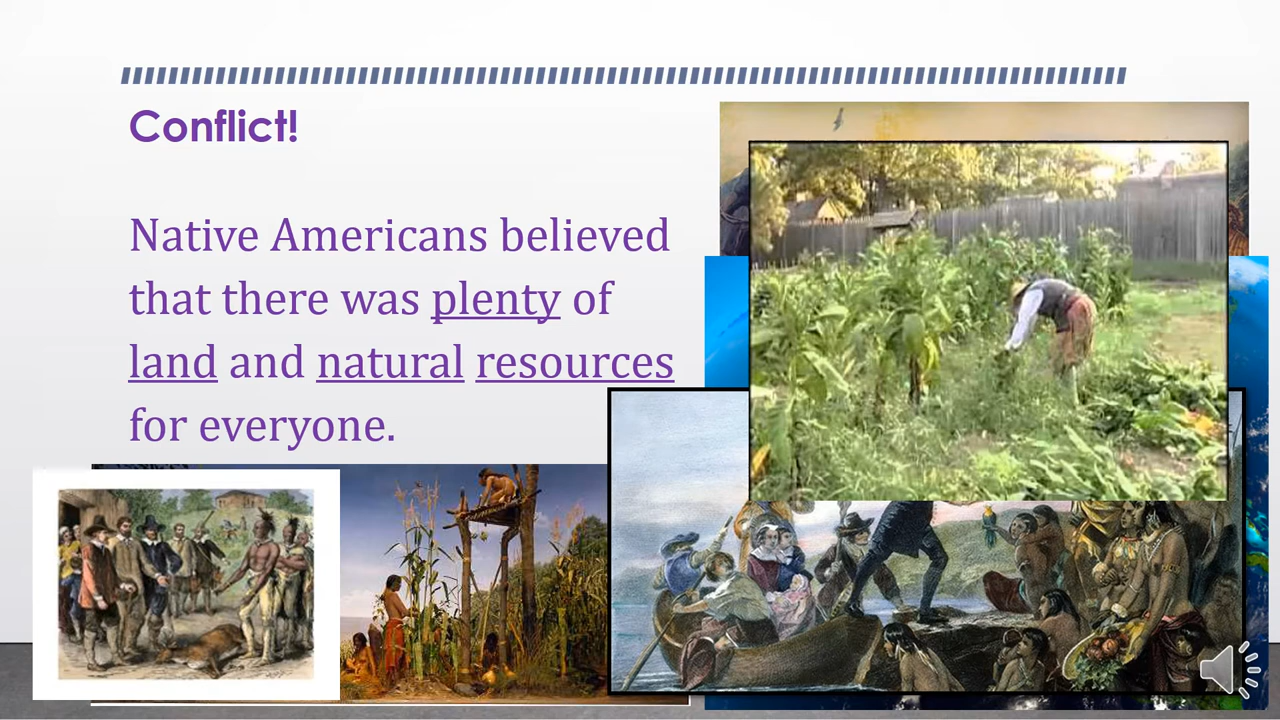 Conflict!
Native Americans believed
that there was plenty of
land and natural resources
for everyone.